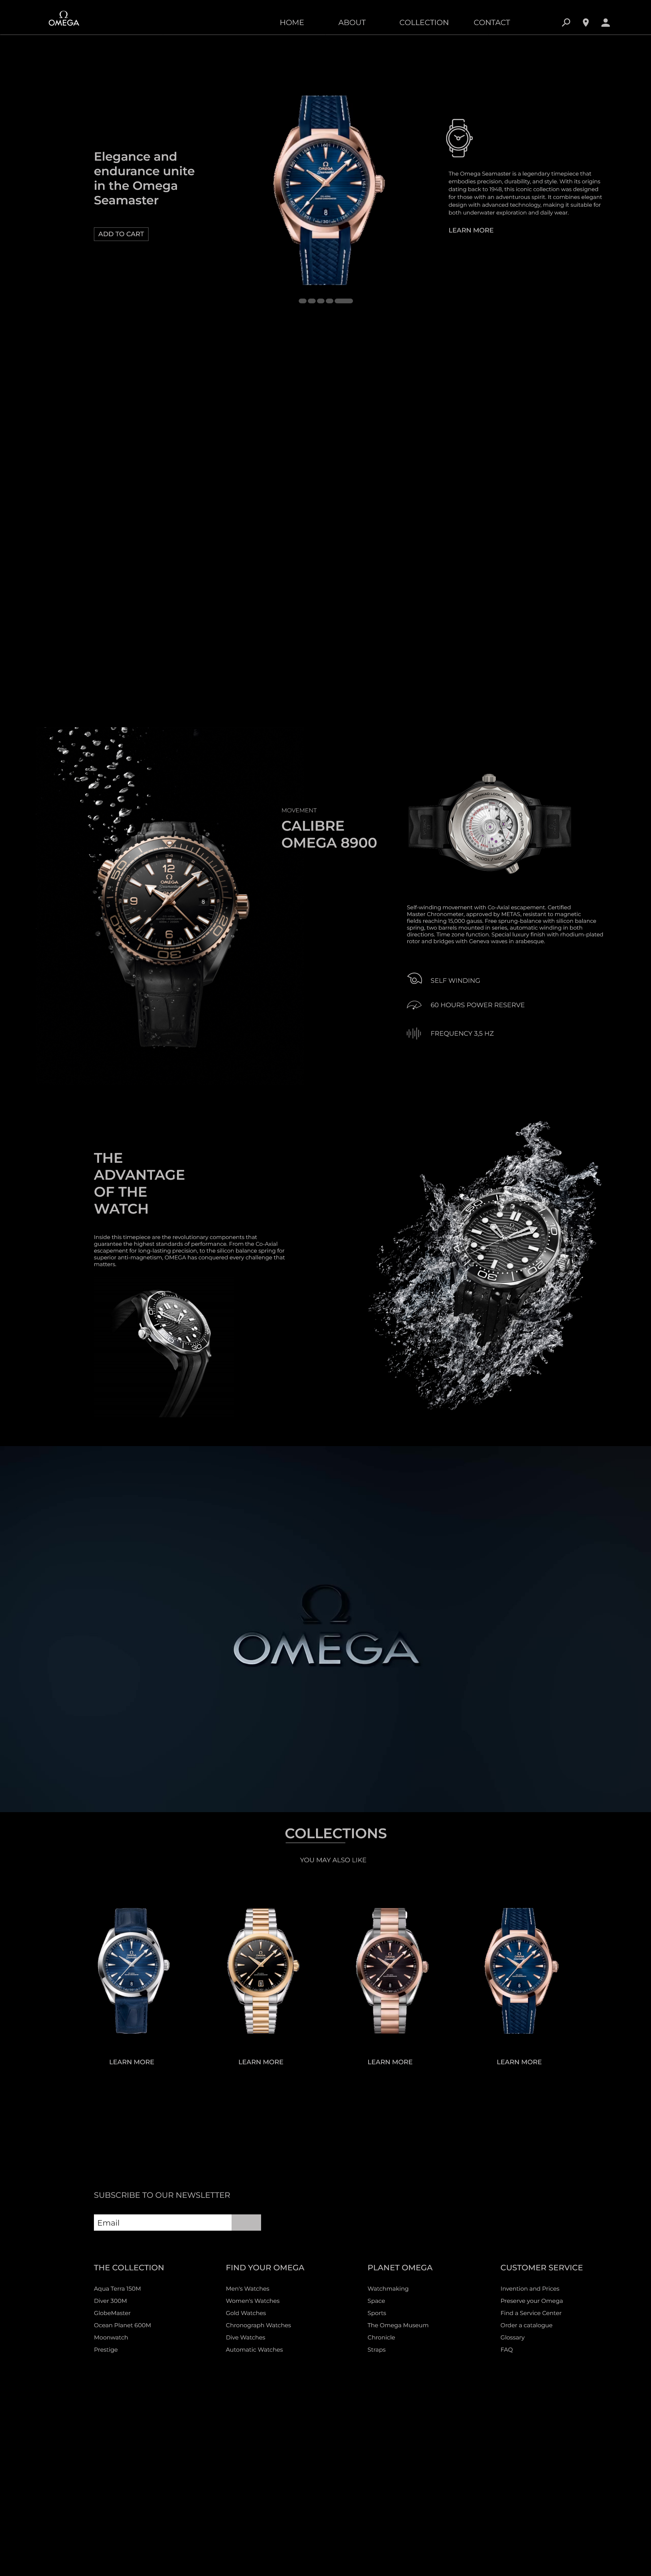 OMEGA
HOME
ABOUT
COLLECTION
CONTACT
Elegance and
endurance unite
in the Omega
Seamaster
ADD TO CART
OMEGA
Seamaster
8
The Omega Seamaster is a legendary timepiece that
embodies precision, durability, and style. With its origins
dating back to 1948, this iconic collection was designed
for those with an adventurous spirit. It combines elegant
design with advanced technology, making it suitable for
both underwater exploration and daily wear.
LEARN MORE
MOVEMENT
CALIBRE
OMEGA 8900
12
OMEGA
Seamaster
9
8
6
Self-winding movement with Co-Axial escapement. Certified
Master Chronometer, approved by METAS, resistant to magnetic
fields reaching 15,000 gauss. Free sprung-balance with silicon balance
spring, two barrels mounted in series, automatic winding in both
directions. Time zone function. Special luxury finish with rhodium-plated
rotor and bridges with Geneva waves in arabesque.
SELF WINDING
60 HOURS POWER RESERVE
FREQUENCY 3,5 HZ
THE
ADVANTAGE
OF THE
WATCH
Inside this timepiece are the revolutionary components that
guarantee the highest standards of performance. From the Co-Axial
escapement for long-lasting precision, to the silicon balance spring for
superior anti-magnetism, OMEGA has conquered every challenge that
matters.
OMEGA
COLLECTIONS
YOU MAY ALSO LIKE
LEARN MORE
LEARN MORE
LEARN MORE
LEARN MORE
SUBSCRIBE TO OUR NEWSLETTER
Email
THE COLLECTION
Aqua Terra 150M
Diver 300M
GlobeMaster
Ocean Planet 600M
Moonwatch
Prestige
FIND YOUR OMEGA
Men's Watches
Women's Watches
Gold Watches
Chronograph Watches
Dive Watches
Automatic Watches
PLANET OMEGA
Watchmaking
Space
Sports
The Omega Museum
Chronicle
Straps
CUSTOMER SERVICE
Invention and Prices
Preserve your Omega
Find a Service Center
Order a catalogue
Glossary
FAQ